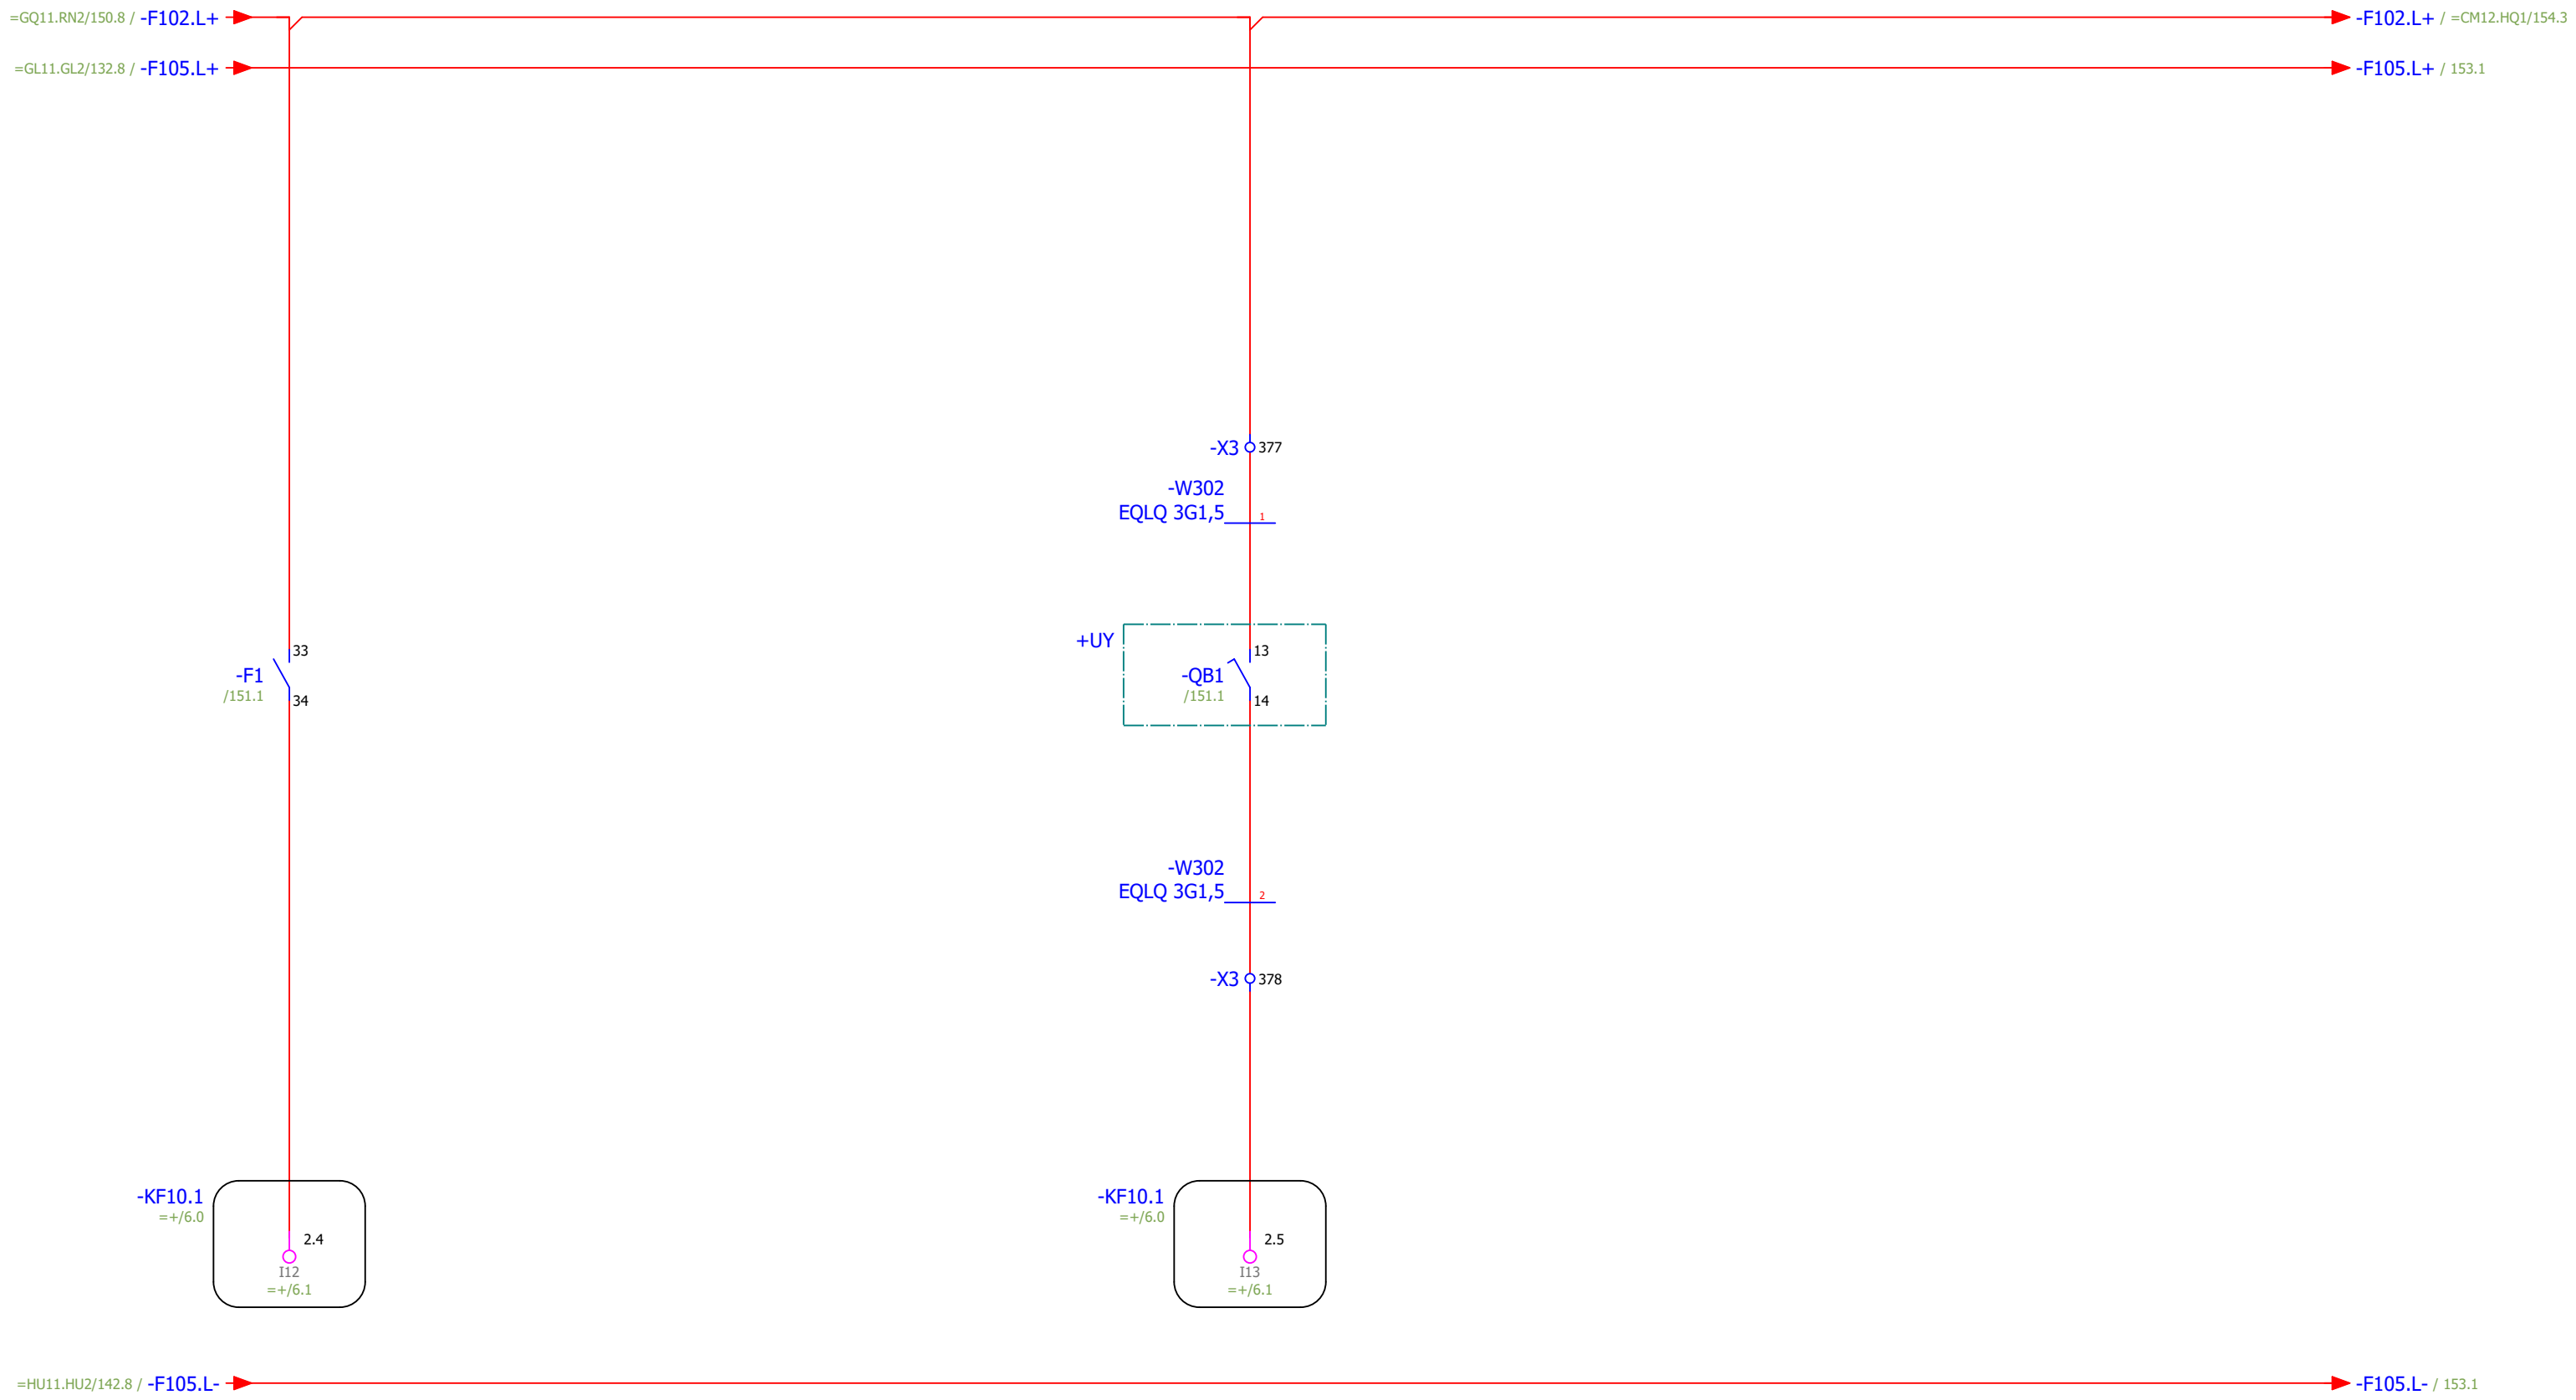 =GQ11.RN2/150.8 / -F102.L+
-F102.L+ / =CM12.HQ1/154.3
=GL11.GL2/132.8 / -F105.L+
-F105.L+ / 153.1
-X3 377
-W302
EQLQ 3G1,5 1
+UY
33
-F1
/151.1
34
13
-QB1
/151.1
14
-W302
EQLQ 3G1,5 2
-X3 378
-KF10.1
=+/6.0
2.4
I12
=+/6.1
-KF10.1
=+/6.0
2.5
I13
=+/6.1
=HU11.HU2/142.8 / -F105.L-
-F105.L- / 153.1